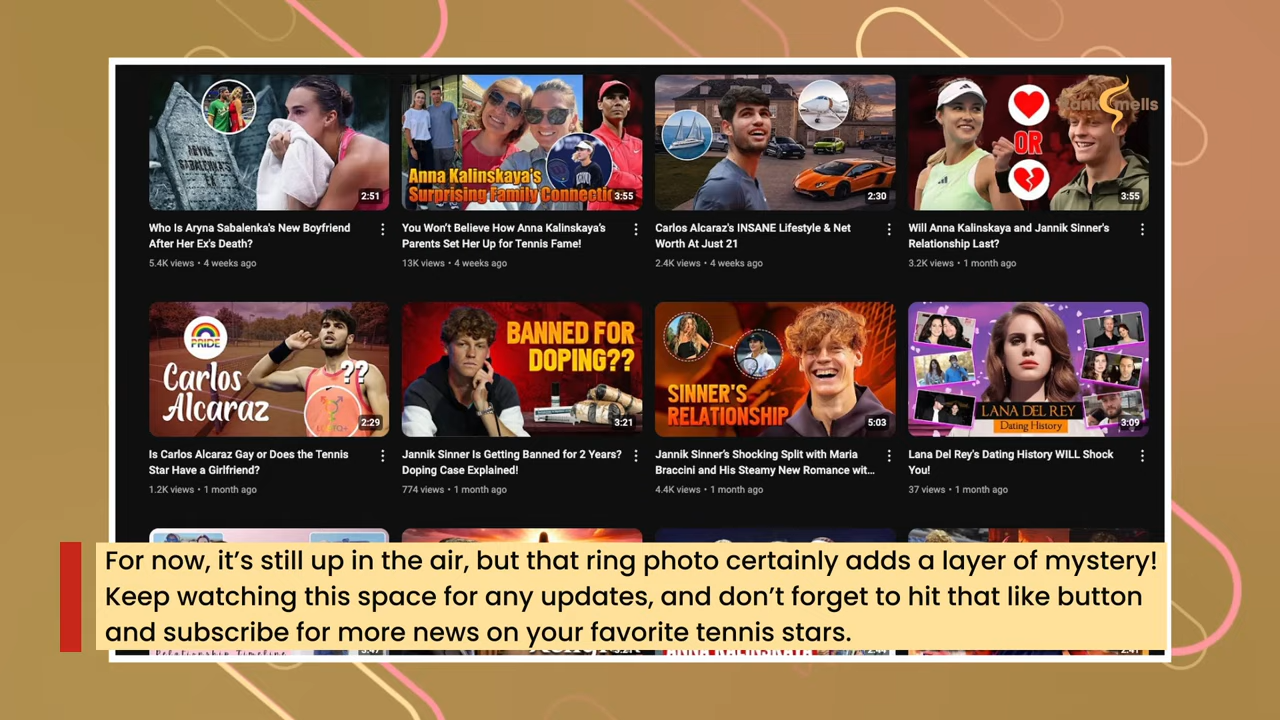 ARYNA
SABALENKA'S
2:51
Anna Kalinskaya's
Surprising Family Connectio
3:55
2:30
OR
mells
3:55
Who Is Aryna Sabalenka's New Boyfriend
After Her Ex's Death?
5.4K views • 4 weeks ago
You Won't Believe How Anna Kalinskaya's
Parents Set Her Up for Tennis Fame!
13K views • 4 weeks ago
Carlos Alcaraz's INSANE Lifestyle & Net
Worth At Just 21
2.4K views • 4 weeks ago
Will Anna Kalinskaya and Jannik Sinner's
Relationship Last?
3.2K views • 1 month ago
PRIDE
Carlos
Alcaraz
??
2:29
BANNED FOR
DOPING??
3:21
SINNER'S
RELATIONSHIP
5:03
LANA DEL REY
Dating History
3:09
Is Carlos Alcaraz Gay or Does the Tennis
Star Have a Girlfriend?
1.2K views • 1 month ago
Jannik Sinner Is Getting Banned for 2 Years?
Doping Case Explained!
774 views • 1 month ago
Jannik Sinner's Shocking Split with Maria
Braccini and His Steamy New Romance wit...
4.4K views • 1 month ago
Lana Del Rey's Dating History WILL Shock
You!
37 views • 1 month ago
For now, it's still up in the air, but that ring photo certainly adds a layer of mystery!
Keep watching this space for any updates, and don't forget to hit that like button
and subscribe for more news on your favorite tennis stars.
Relationship Timeline
ANNA KALINSKAYA